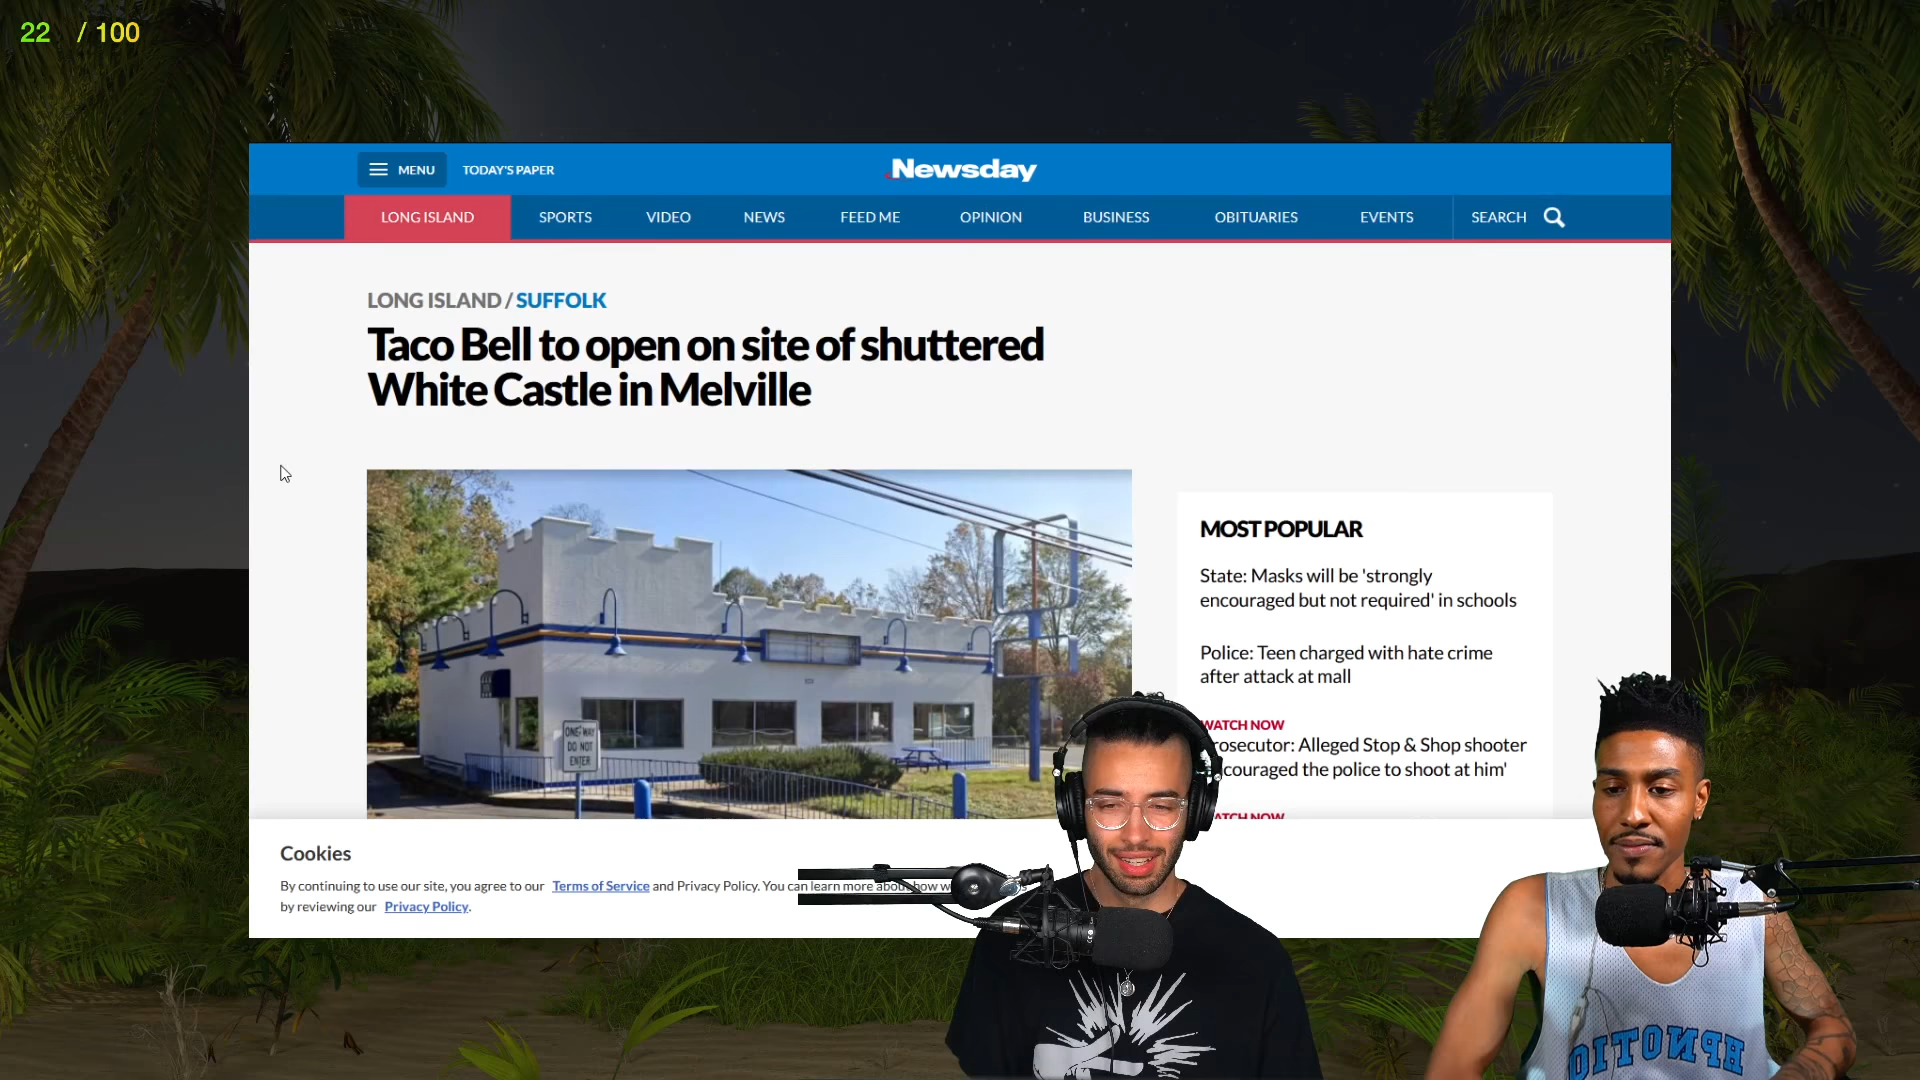 22 / 100
MENU
TODAY'S PAPER
Newsday
LONG ISLAND
SPORTS
VIDEO
NEWS
FEED ME
OPINION
BUSINESS
OBITUARIES
EVENTS
SEARCH
LONG ISLAND / SUFFOLK
Taco Bell to open on site of shuttered
White Castle in Melville
ONE-WAY
DO NOT
ENTER
MOST POPULAR
State: Masks will be 'strongly
encouraged but not required' in schools
Police: Teen charged with hate crime
after attack at mall
WATCH NOW
rosecutor: Alleged Stop & Shop shooter
couraged the police to shoot at him'
ATCH NOW
Cookies
By continuing to use our site, you agree to our Terms of Service and Privacy Policy. You can learn more about how w
by reviewing our Privacy Policy.